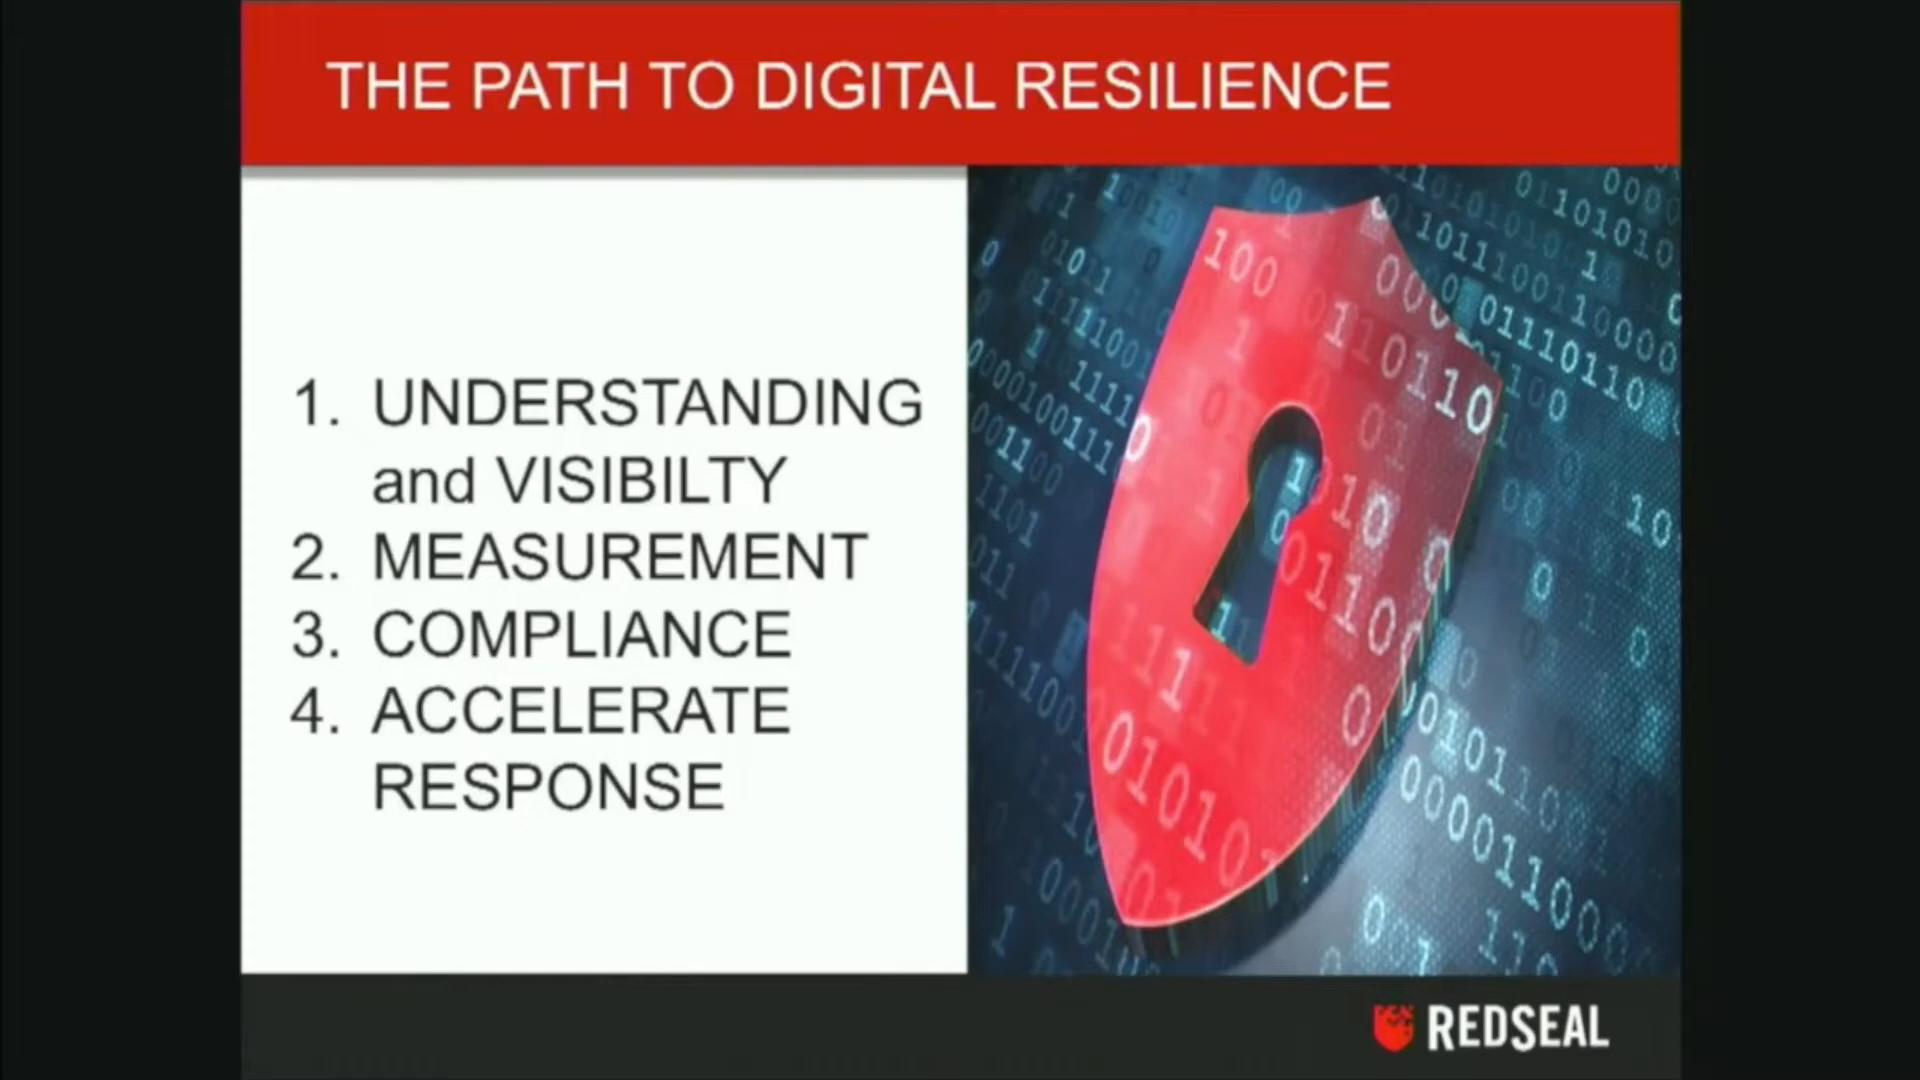 THE PATH TO DIGITAL RESILIENCE
1. UNDERSTANDING
and VISIBILTY
2. MEASUREMENT
3. COMPLIANCE
4. ACCELERATE
RESPONSE
REDSEAL